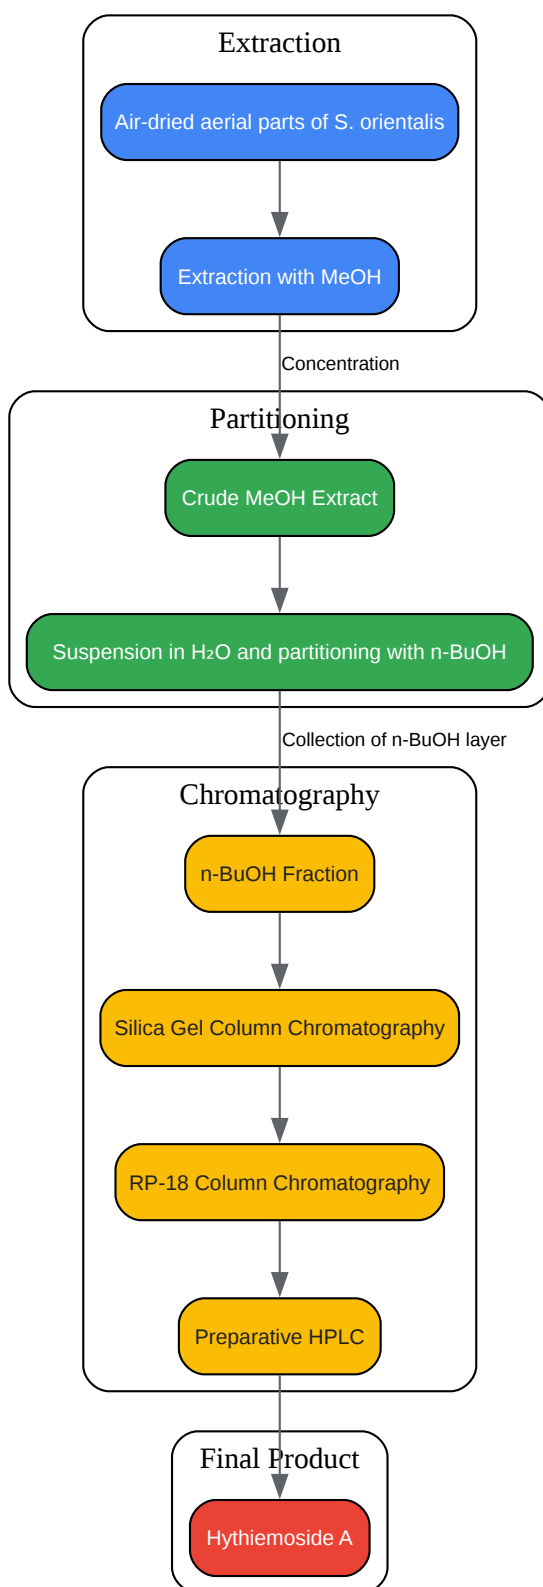 Extraction
Air-dried aerial parts of S. orientalis
Extraction with MeOH
Concentration
Partitioning
Crude MeOH Extract
Suspension in H₂O and partitioning with n-BuOH
Collection of n-BuOH layer
Chromatography
n-BuOH Fraction
Silica Gel Column Chromatography
RP-18 Column Chromatography
Preparative HPLC
Final Product
Hythiemoside A